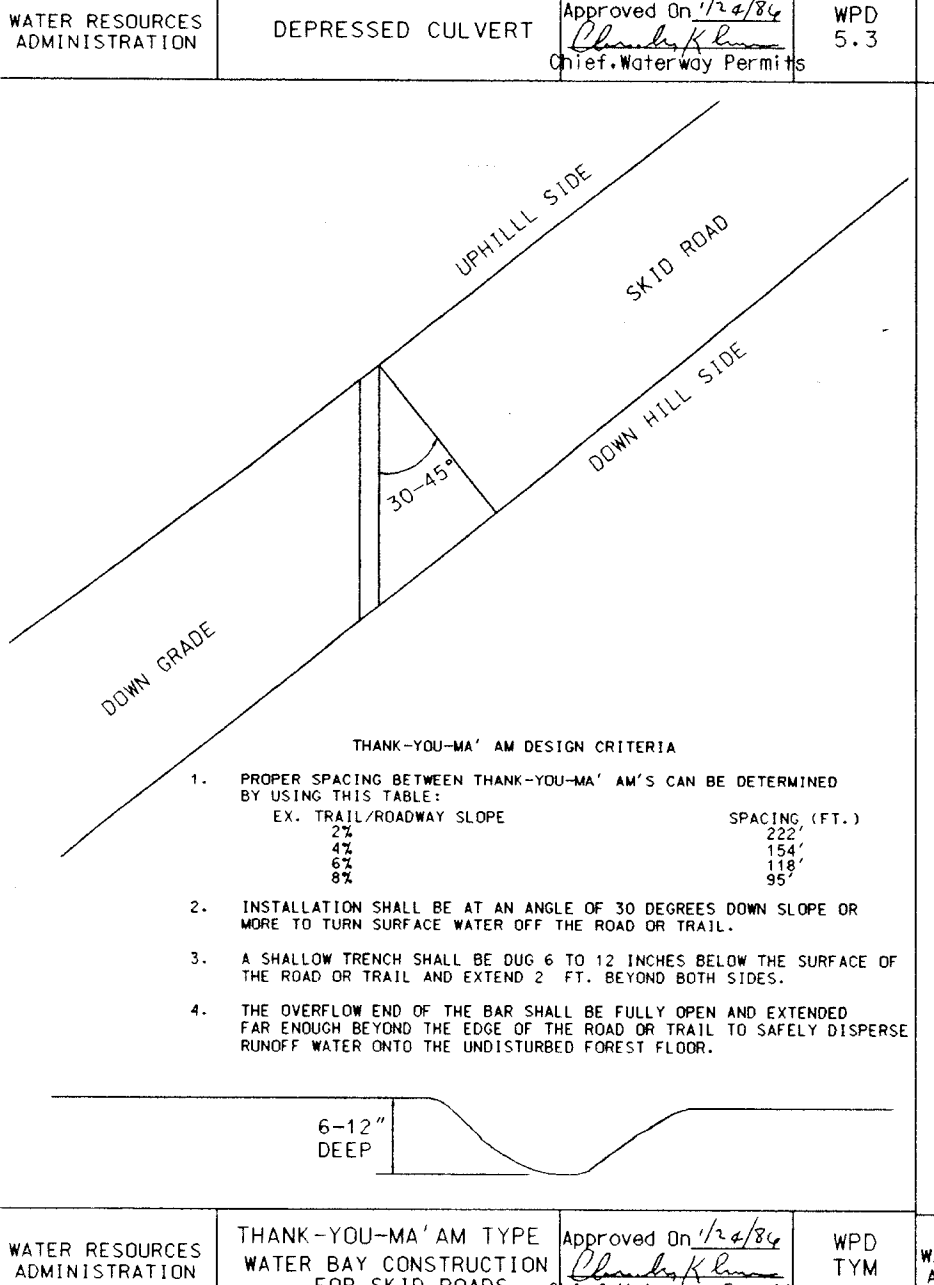 WATER RESOURCES
ADMINISTRATION
DEPRESSED CULVERT
Approved On 1/24/86
Chief.Waterway Permits
WPD
5.3
UPHILLL SIDE
SKID ROAD
DOWN HILL SIDE
30-45°
DOWN GRADE
THANK-YOU-MA' AM DESIGN CRITERIA
1. PROPER SPACING BETWEEN THANK-YOU-MA' AM'S CAN BE DETERMINED
BY USING THIS TABLE:
EX. TRAIL/ROADWAY SLOPE SPACING (FT.)
2% 222'
4% 154'
6% 118'
8% 95'
2. INSTALLATION SHALL BE AT AN ANGLE OF 30 DEGREES DOWN SLOPE OR
MORE TO TURN SURFACE WATER OFF THE ROAD OR TRAIL.
3. A SHALLOW TRENCH SHALL BE DUG 6 TO 12 INCHES BELOW THE SURFACE OF
THE ROAD OR TRAIL AND EXTEND 2 FT. BEYOND BOTH SIDES.
4. THE OVERFLOW END OF THE BAR SHALL BE FULLY OPEN AND EXTENDED
FAR ENOUGH BEYOND THE EDGE OF THE ROAD OR TRAIL TO SAFELY DISPERSE
RUNOFF WATER ONTO THE UNDISTURBED FOREST FLOOR.
6-12"
DEEP
WATER RESOURCES
ADMINISTRATION
THANK-YOU-MA'AM TYPE
WATER BAY CONSTRUCTION
FOR SKID ROADS
Approved On 1/24/86
WPD
TYM